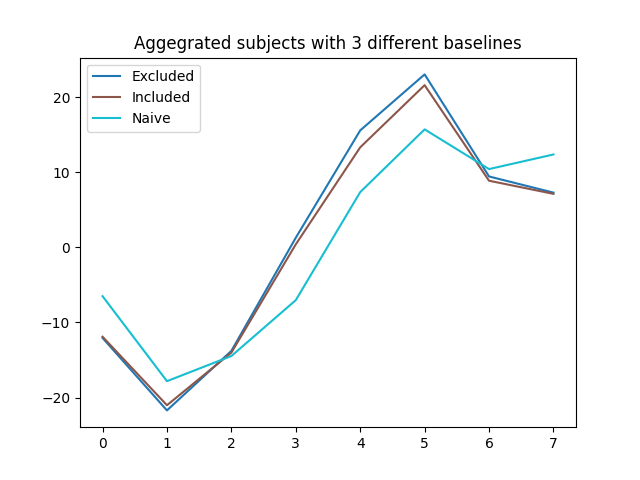 Aggegrated subjects with 3 different baselines
Excluded
Included
Naive
20
10
0
−10
−20
0 1 2 3 4 5 6 7